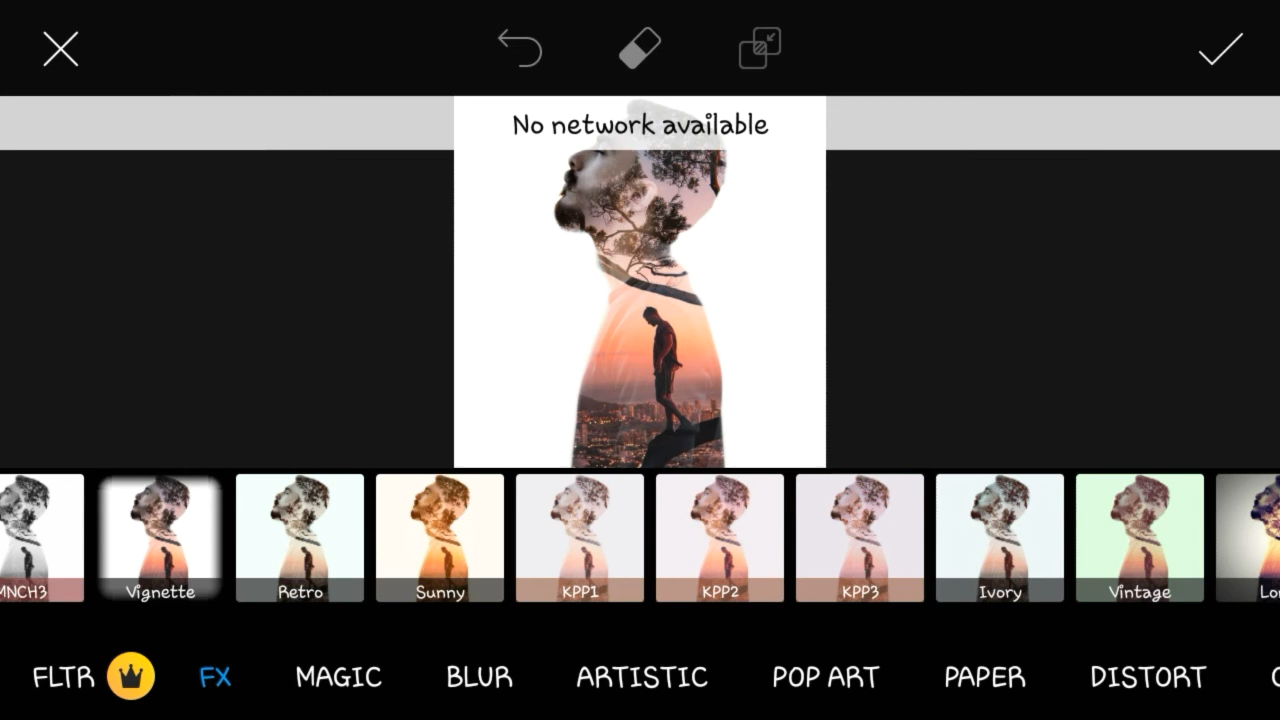 No network available
MNCH3
Vignette
Retro
Sunny
KPP1
KPP2
KPP3
Ivory
Vintage
FLTR
FX
MAGIC
BLUR
ARTISTIC
POP ART
PAPER
DISTORT